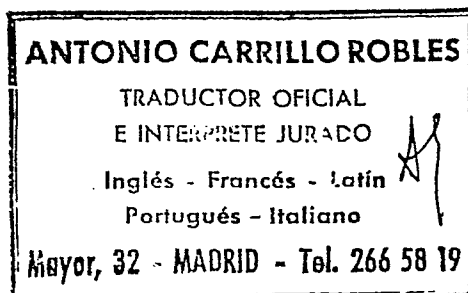 ANTONIO CARRILLO ROBLES
TRADUCTOR OFICIAL
E INTERPRETE JURADO
Inglés - Francés - Latín
Portugués - Italiano
Mayor, 32 - MADRID - Tel. 266 58 19